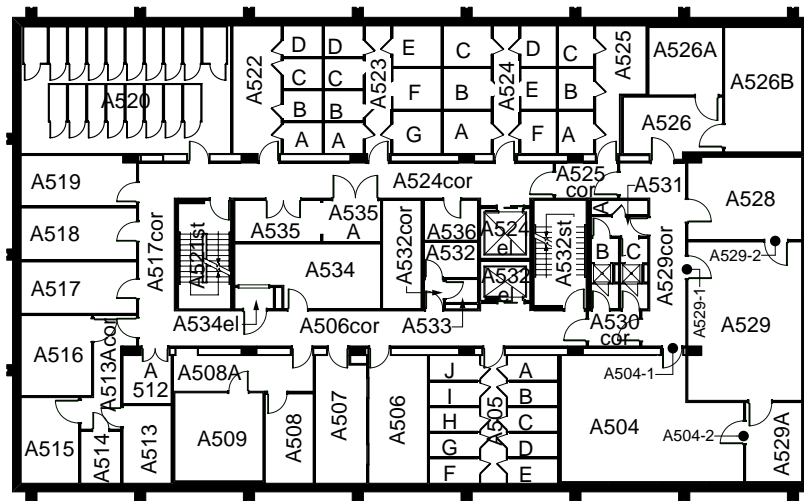 A520
A522
D
D
C
C
B
B
A
A
A523
E
C
F
B
G
A
A524
D
C
E
B
F
A
A525
A526A
A526B
A526
A519
A518
A517
A516
A515
A514
A513
A
512
A513Acor
A517cor
A521st
A535
A535
A
A534
A534el
A524cor
A532cor
A536
A532
A533
A524
el
A532
el
A532st
A525
cor
A531
A
B
C
A530
cor
A529cor
A528
A529-2
A529-1
A529
A504-1
A504-2
A529A
A504
A506cor
A508A
A509
A508
A507
A506
J
A
I
B
H
C
G
D
F
E
A505